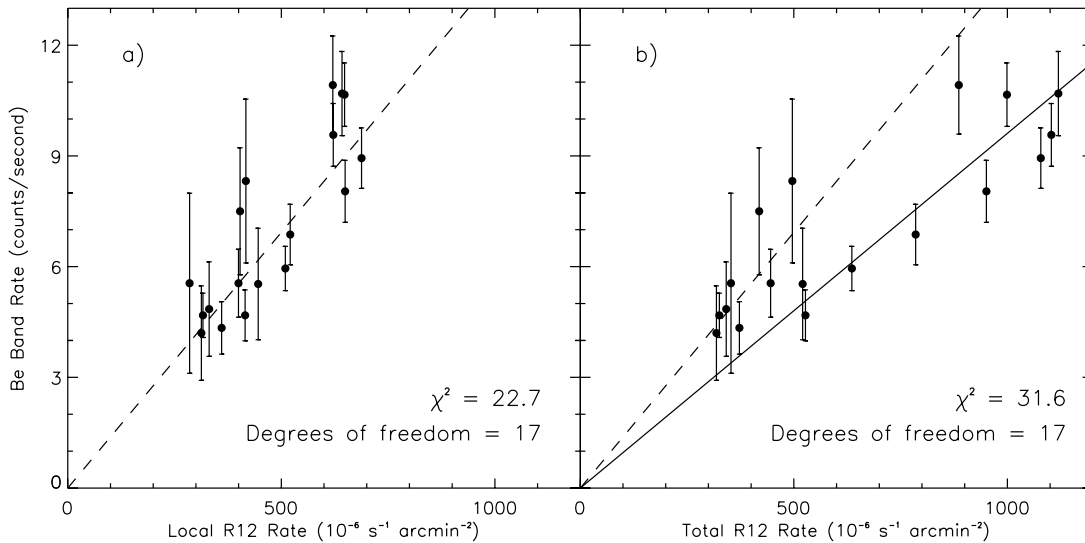 a)
b)
12
9
6
3
0
Be Band Rate (counts/second)
χ² = 22.7
Degrees of freedom = 17
χ² = 31.6
Degrees of freedom = 17
0
500
1000
0
500
1000
Local R12 Rate (10⁻⁶ s⁻¹ arcmin⁻²)
Total R12 Rate (10⁻⁶ s⁻¹ arcmin⁻²)